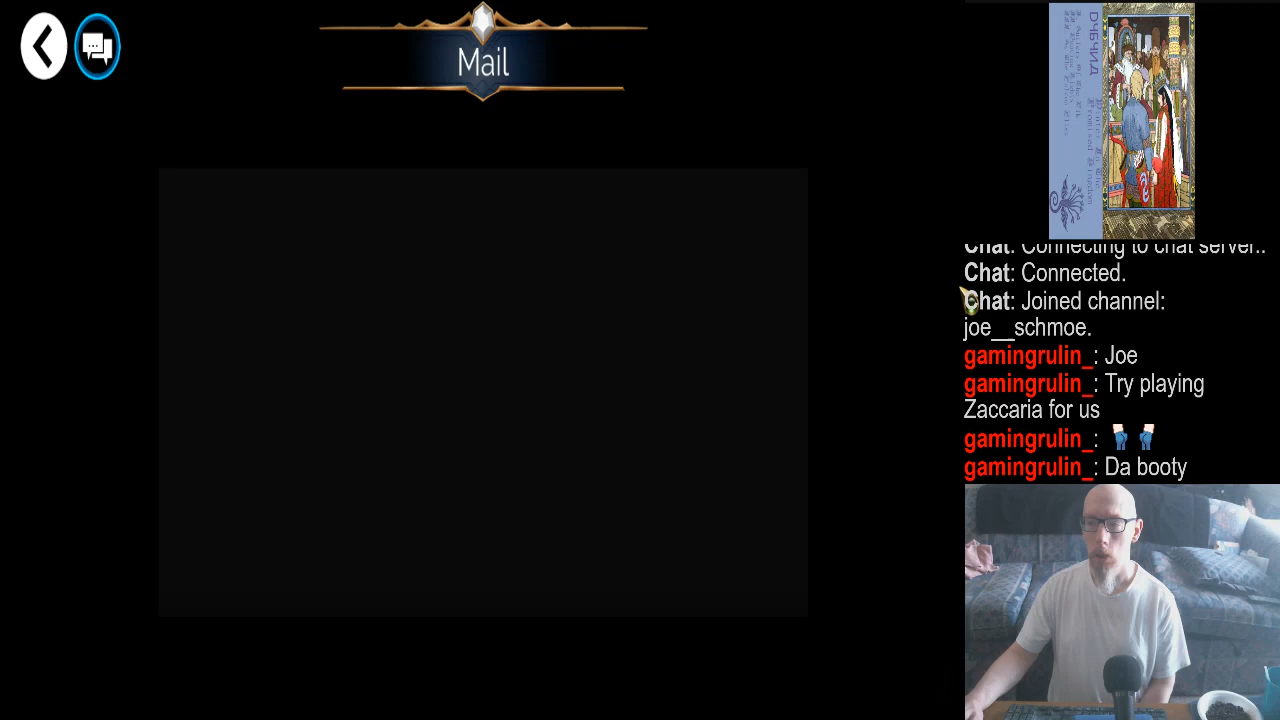 Mail
Chat: Connecting to chat server..
Chat: Connected.
Chat: Joined channel:
joe__schmoe.
gamingrulin_: Joe
gamingrulin_: Try playing
Zaccaria for us
gamingrulin_:
gamingrulin_: Da booty